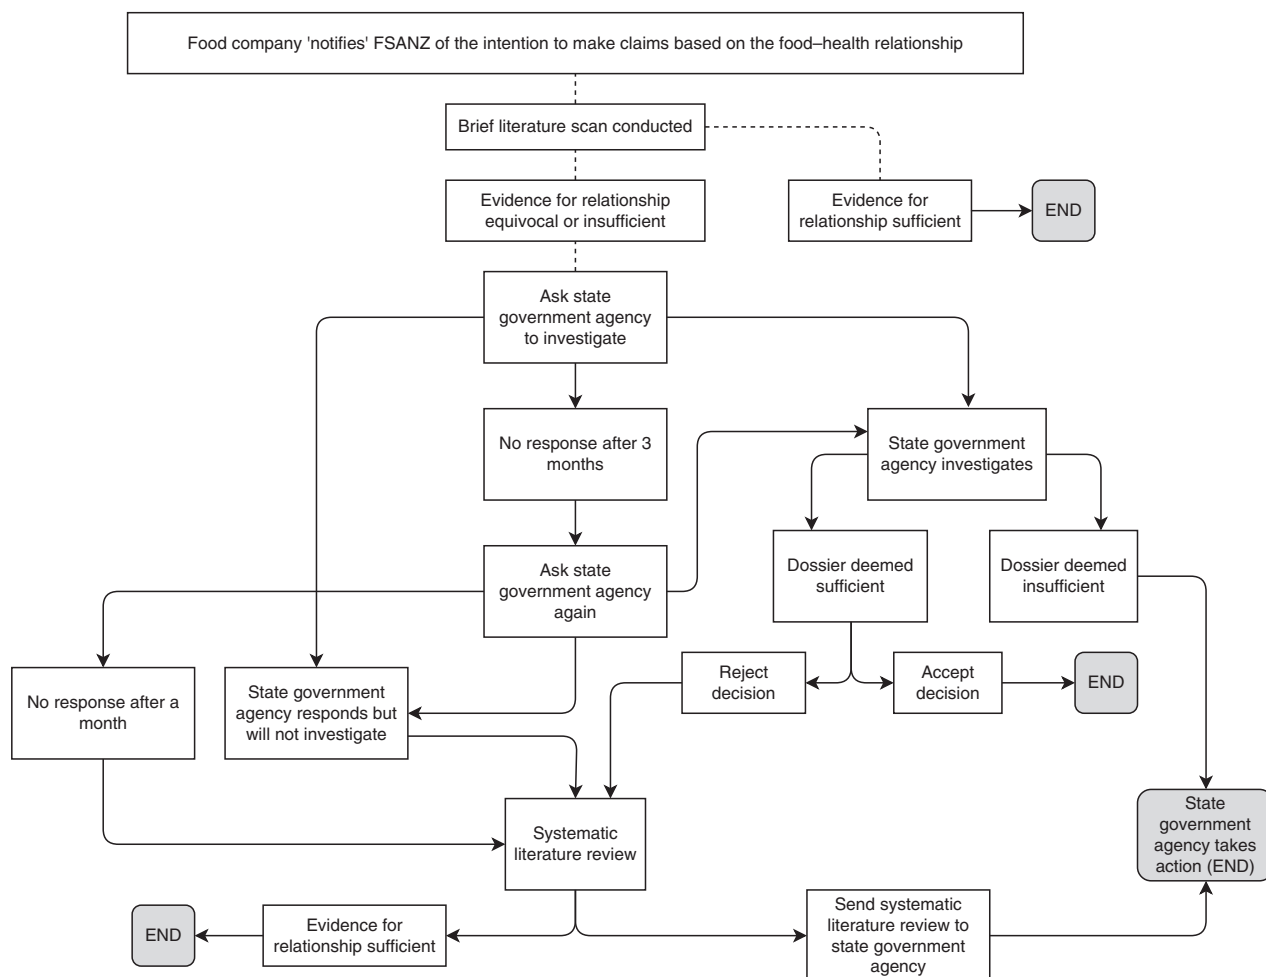 Food company 'notifies' FSANZ of the intention to make claims based on the food–health relationship
Brief literature scan conducted
Evidence for relationship
equivocal or insufficient
Evidence for
relationship sufficient
END
Ask state
government agency
to investigate
No response after 3
months
State government
agency investigates
Ask state
government agency
again
Dossier deemed
sufficient
Dossier deemed
insufficient
No response after a
month
State government
agency responds but
will not investigate
Reject
decision
Accept
decision
END
Systematic
literature review
State
government
agency takes
action (END)
END
Evidence for
relationship sufficient
Send systematic
literature review to
state government
agency